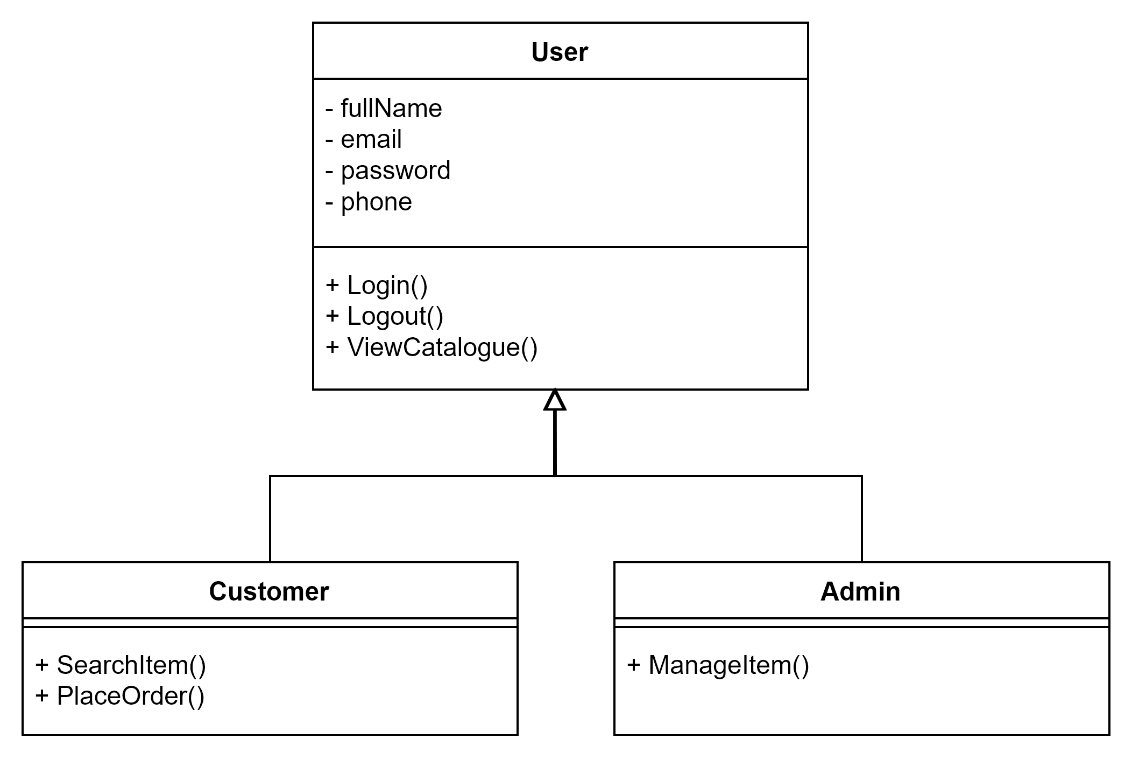 User
- fullName
- email
- password
- phone
+ Login()
+ Logout()
+ ViewCatalogue()
Customer
+ SearchItem()
+ PlaceOrder()
Admin
+ ManageItem()